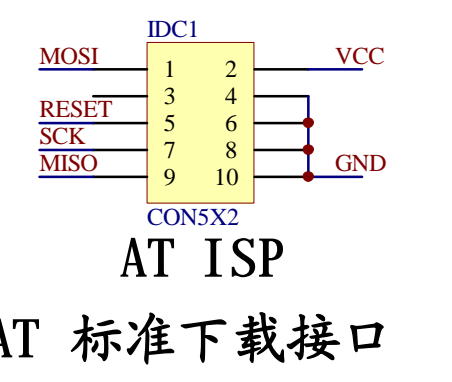 IDC1
MOSI 1 2 VCC
3 4
RESET 5 6
SCK 7 8
MISO 9 10 GND
CON5X2
AT ISP
AT 标准下载接口